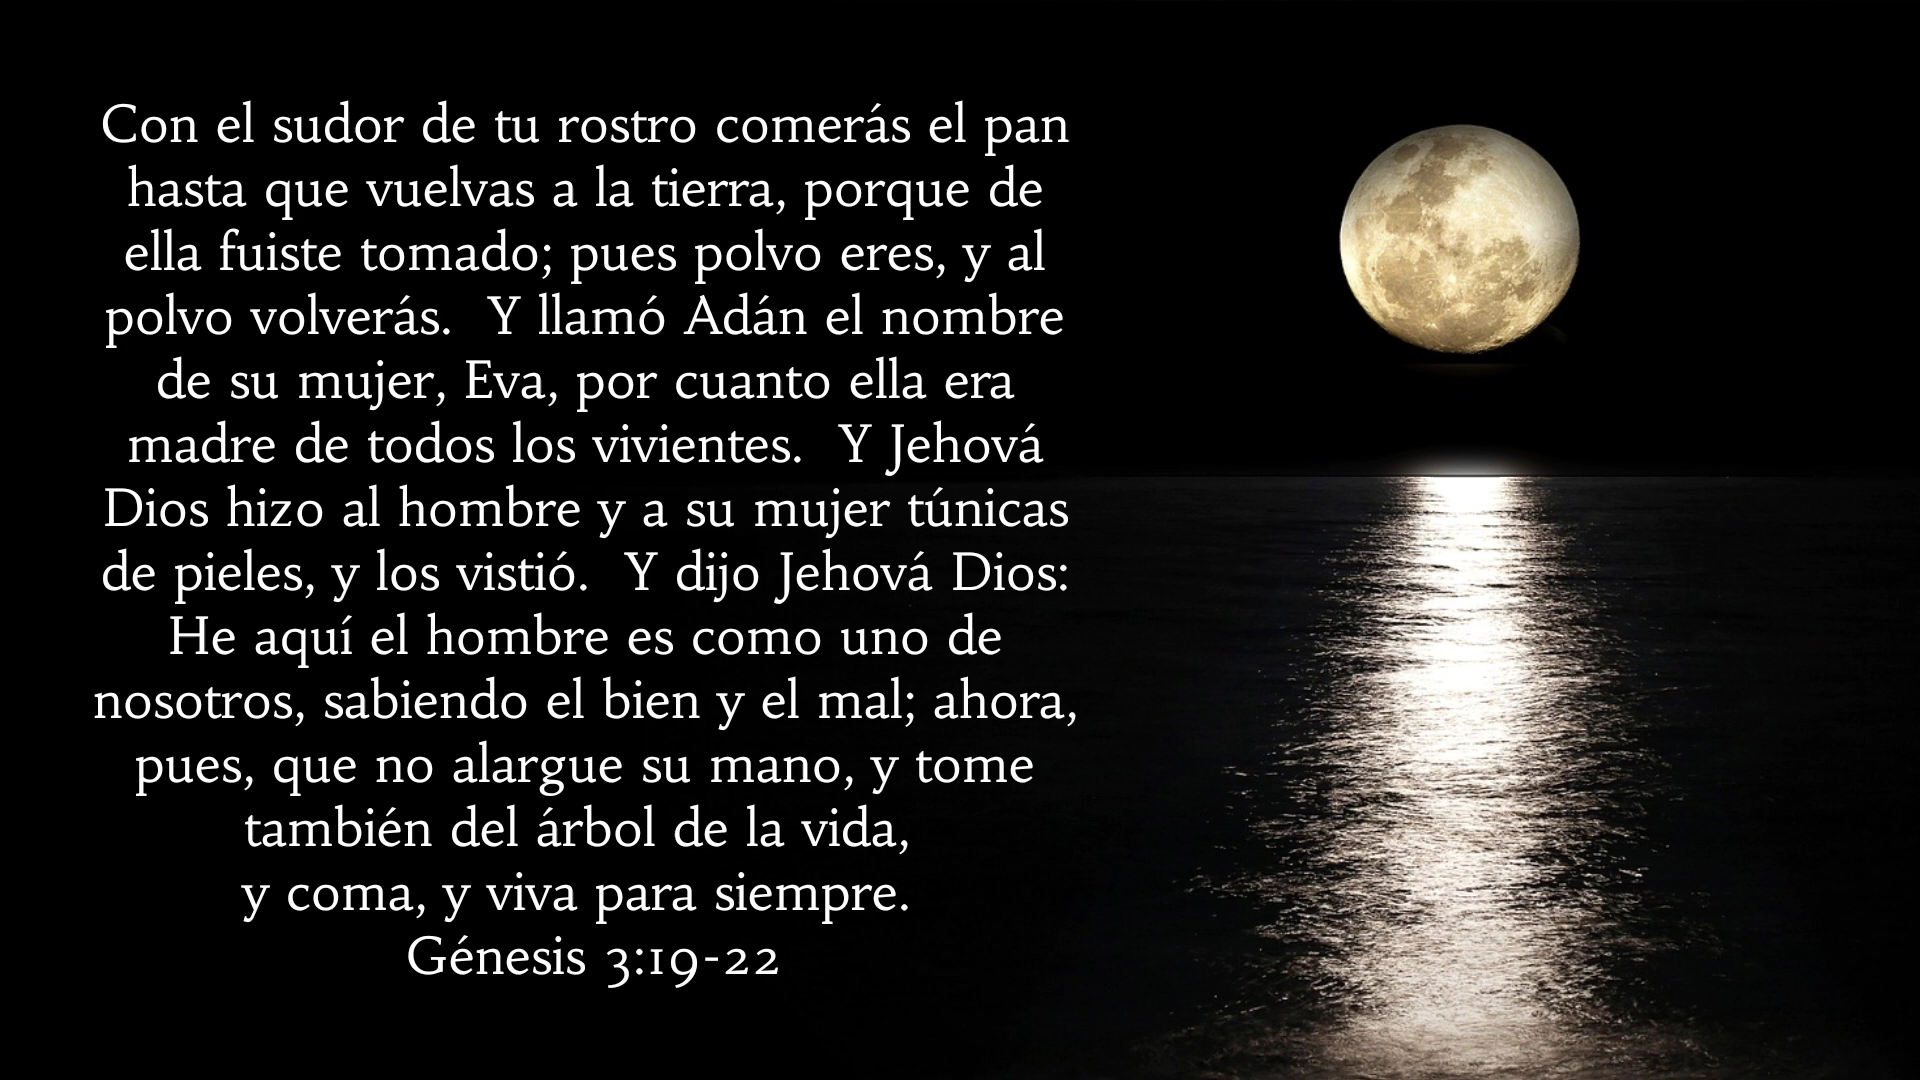 Con el sudor de tu rostro comerás el pan
hasta que vuelvas a la tierra, porque de
ella fuiste tomado; pues polvo eres, y al
polvo volverás.  Y llamó Adán el nombre
de su mujer, Eva, por cuanto ella era
madre de todos los vivientes.  Y Jehová
Dios hizo al hombre y a su mujer túnicas
de pieles, y los vistió.  Y dijo Jehová Dios:
He aquí el hombre es como uno de
nosotros, sabiendo el bien y el mal; ahora,
pues, que no alargue su mano, y tome
también del árbol de la vida,
y coma, y viva para siempre.
Génesis 3:19-22